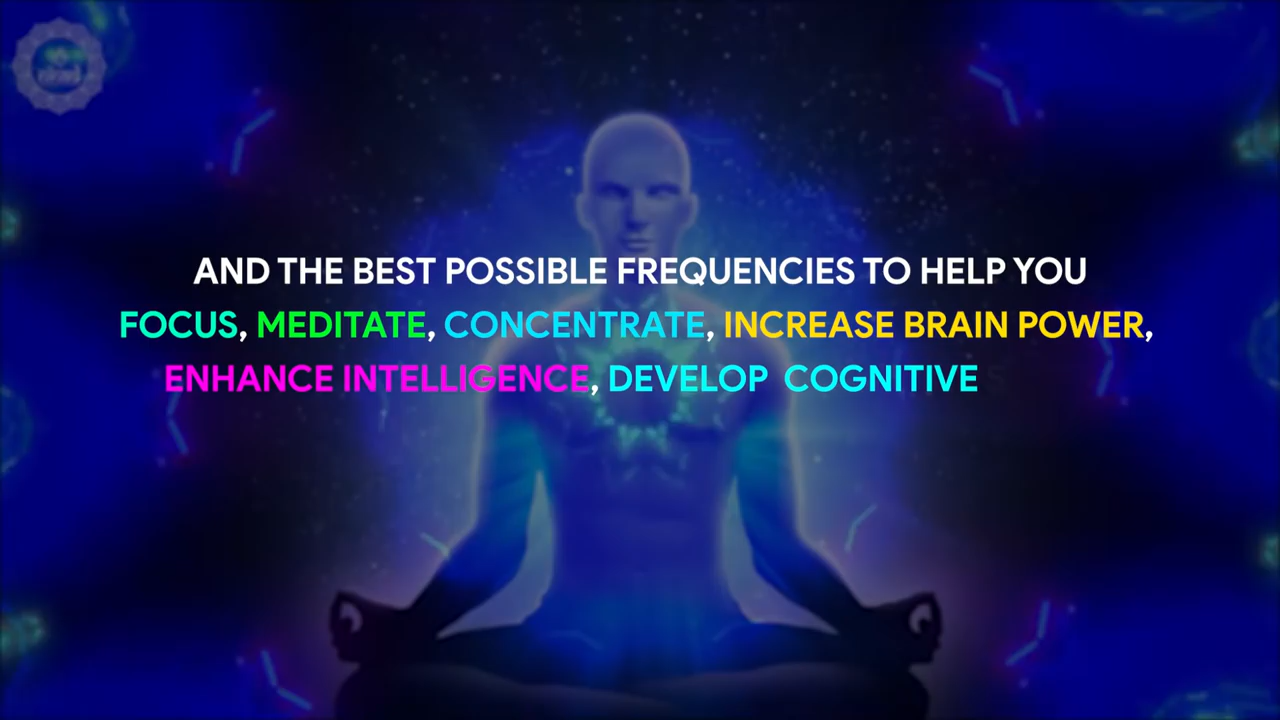 AND THE BEST POSSIBLE FREQUENCIES TO HELP YOU
FOCUS, MEDITATE, CONCENTRATE, INCREASE BRAIN POWER,
ENHANCE INTELLIGENCE, DEVELOP COGNITIVE